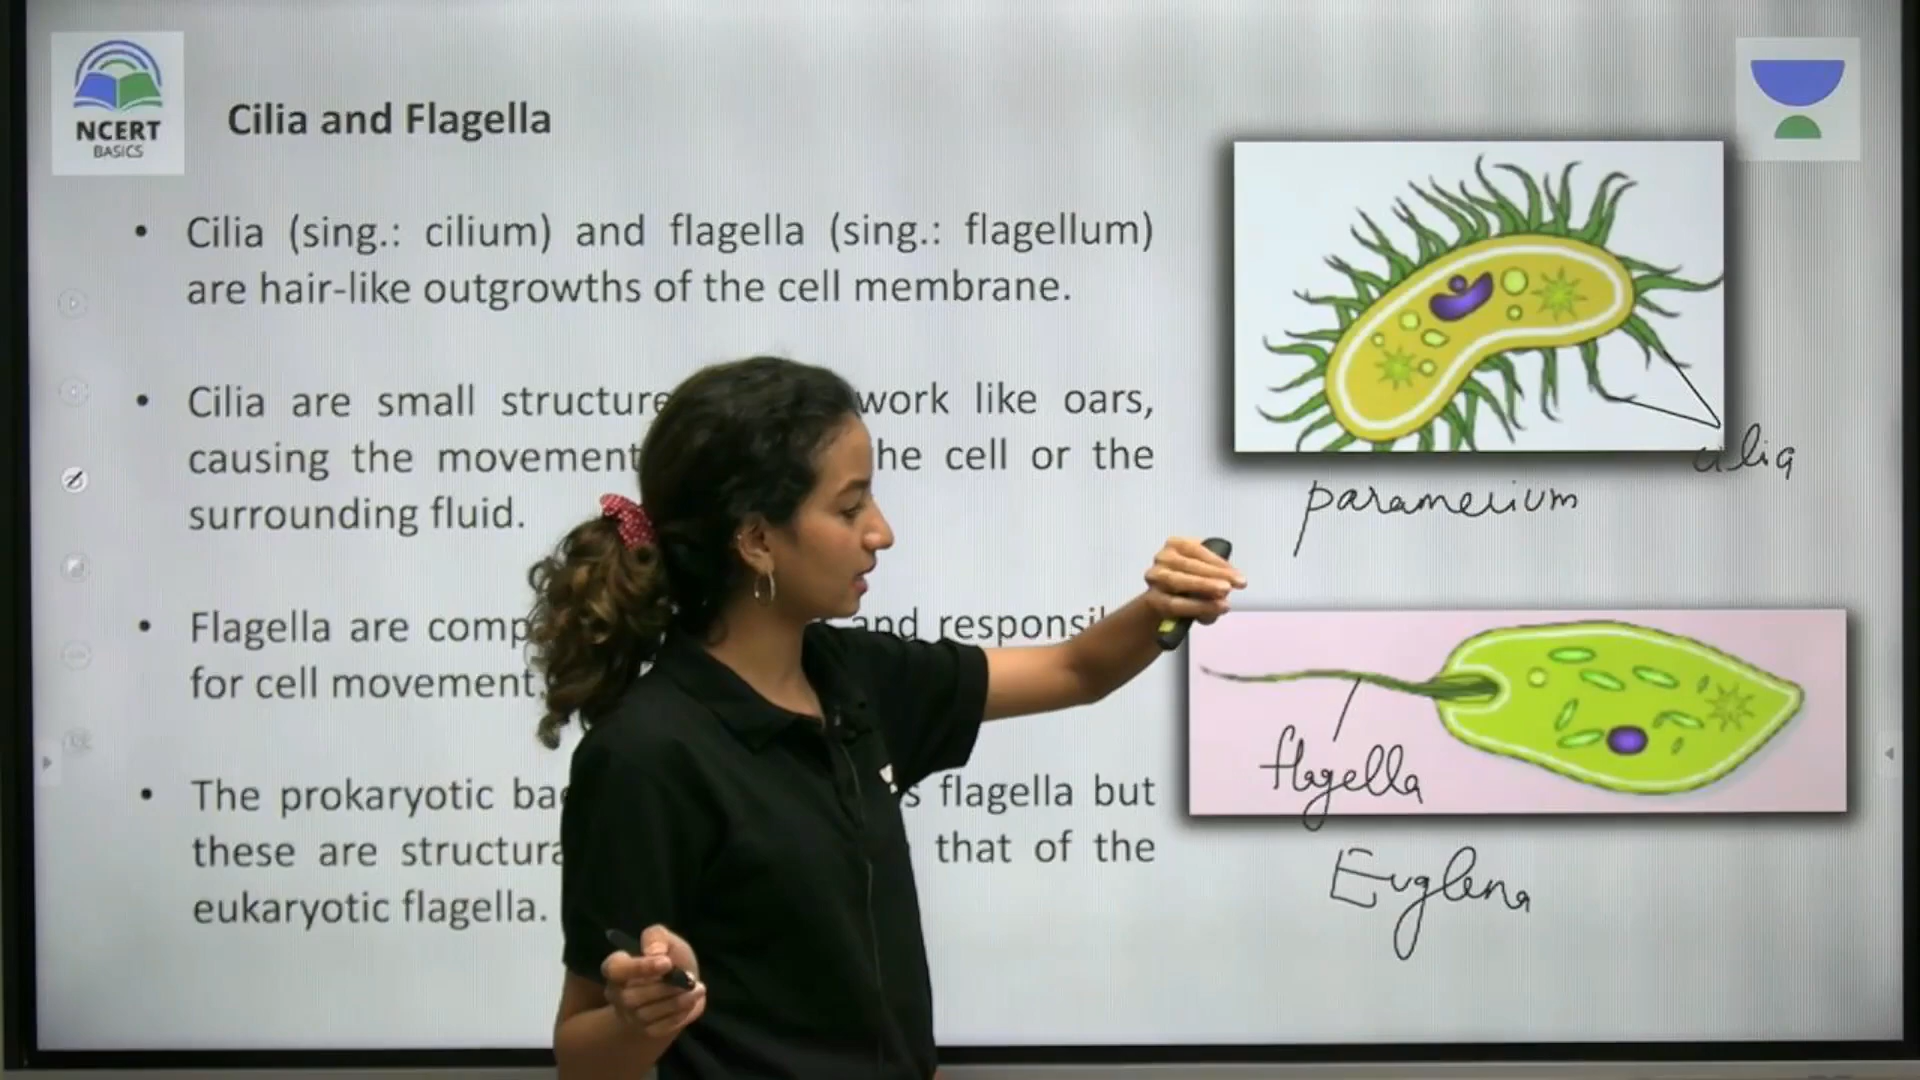 NCERT
BASICS
Cilia and Flagella
• Cilia (sing.: cilium) and flagella (sing.: flagellum)
are hair-like outgrowths of the cell membrane.
• Cilia are small structure work like oars,
causing the movement he cell or the
surrounding fluid.
• Flagella are comp and responsi
for cell movement.
• The prokaryotic ba s flagella but
these are structura that of the
eukaryotic flagella.
cilia
paramecium
flagella
Euglena